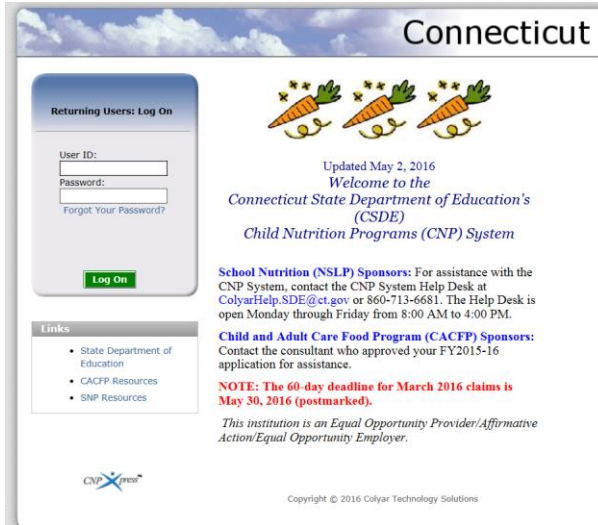 Connecticut
Returning Users: Log On
User ID:
Password:
Forgot Your Password?
Log On
Links
• State Department of
Education
• CACFP Resources
• SNP Resources
CNP Xpress™
Updated May 2, 2016
Welcome to the
Connecticut State Department of Education's
(CSDE)
Child Nutrition Programs (CNP) System
School Nutrition (NSLP) Sponsors: For assistance with the
CNP System, contact the CNP System Help Desk at
ColyarHelp.SDE@ct.gov or 860-713-6681. The Help Desk is
open Monday through Friday from 8:00 AM to 4:00 PM.
Child and Adult Care Food Program (CACFP) Sponsors:
Contact the consultant who approved your FY2015-16
application for assistance.
NOTE: The 60-day deadline for March 2016 claims is
May 30, 2016 (postmarked).
This institution is an Equal Opportunity Provider/Affirmative
Action/Equal Opportunity Employer.
Copyright © 2016 Colyar Technology Solutions